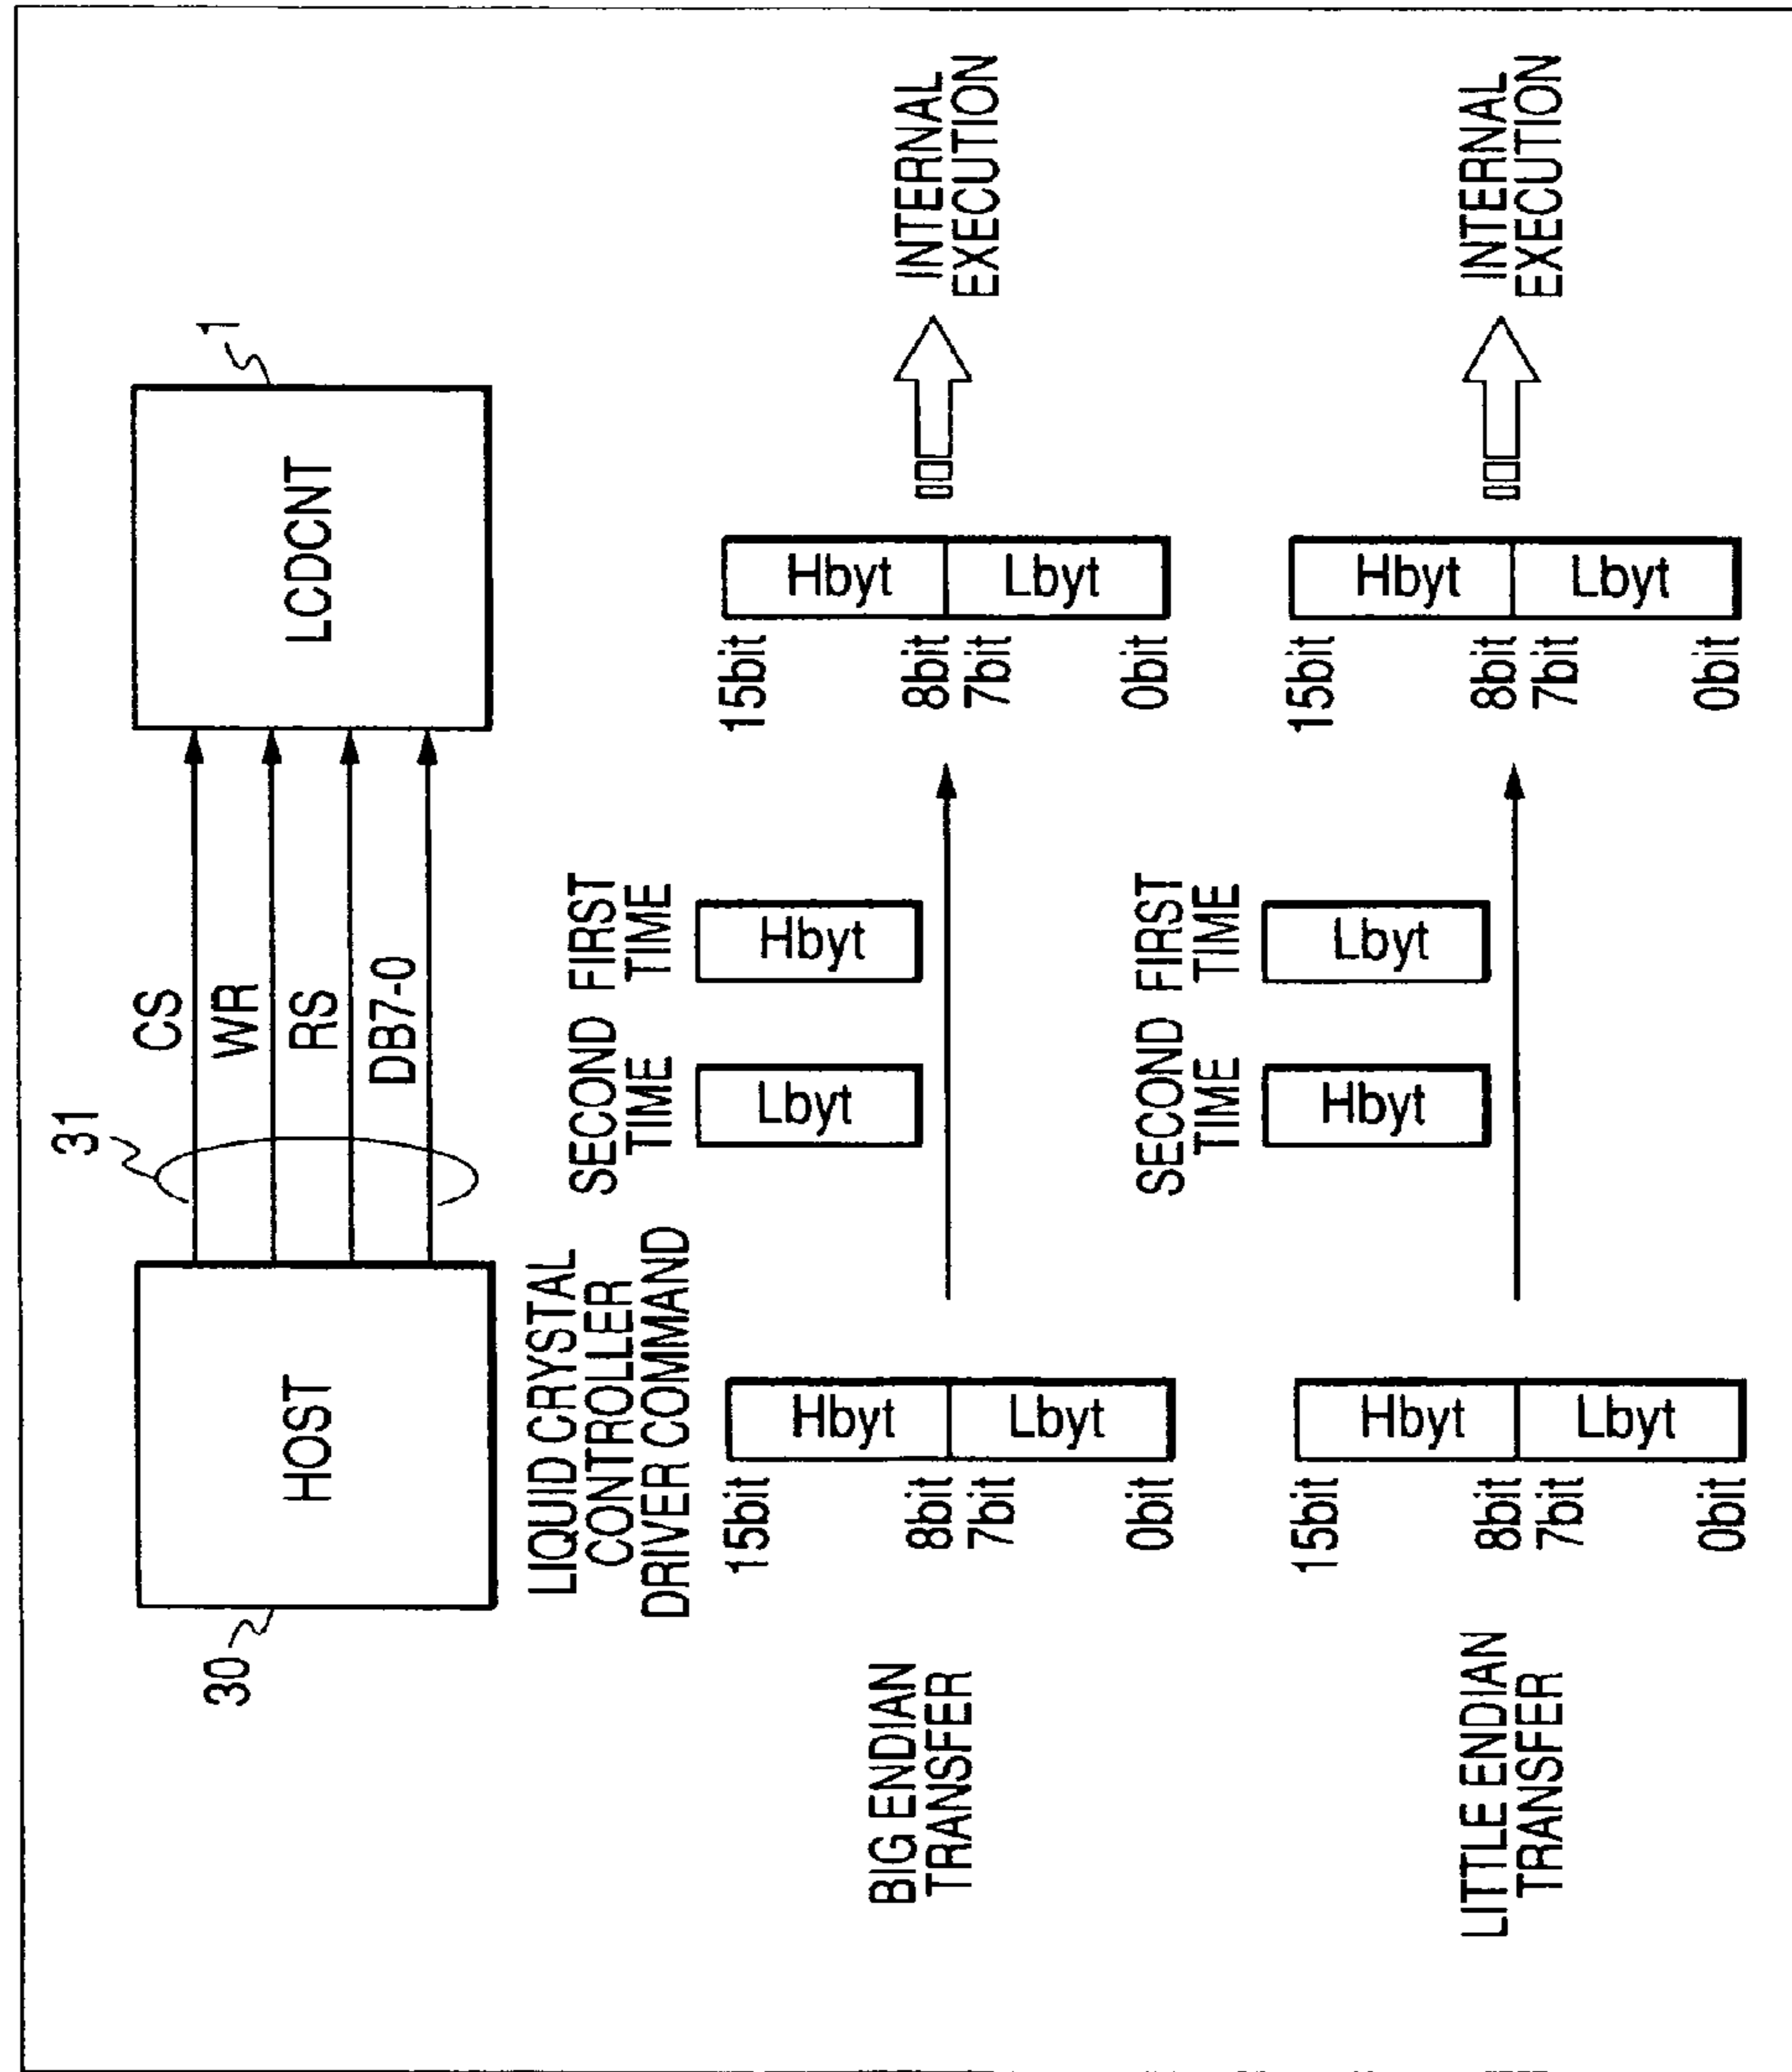 30
HOST
31
CS
WR
RS
DB7-0
1
LCDCNT
LIQUID CRYSTAL
CONTROLLER
DRIVER COMMAND
BIG ENDIAN
TRANSFER
15bit
8bit
7bit
0bit
Hbyt
Lbyt
SECOND
TIME
FIRST
TIME
Lbyt
Hbyt
15bit
8bit
7bit
0bit
Hbyt
Lbyt
INTERNAL
EXECUTION
LITTLE ENDIAN
TRANSFER
15bit
8bit
7bit
0bit
Hbyt
Lbyt
SECOND
TIME
FIRST
TIME
Hbyt
Lbyt
15bit
8bit
7bit
0bit
Hbyt
Lbyt
INTERNAL
EXECUTION